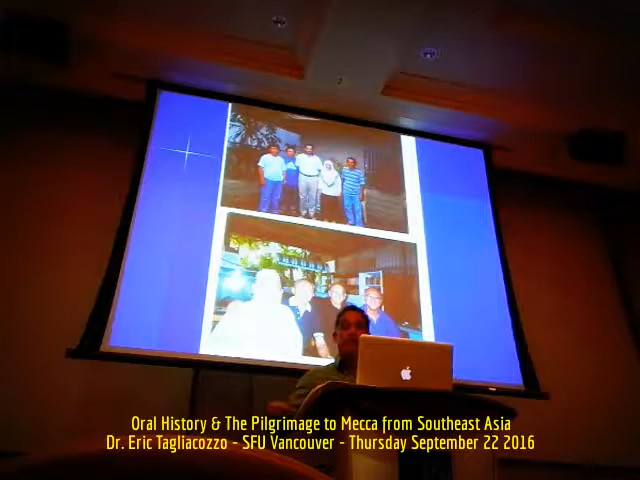 Oral History & The Pilgrimage to Mecca from Southeast Asia
Dr. Eric Tagliacozzo - SFU Vancouver - Thursday September 22 2016